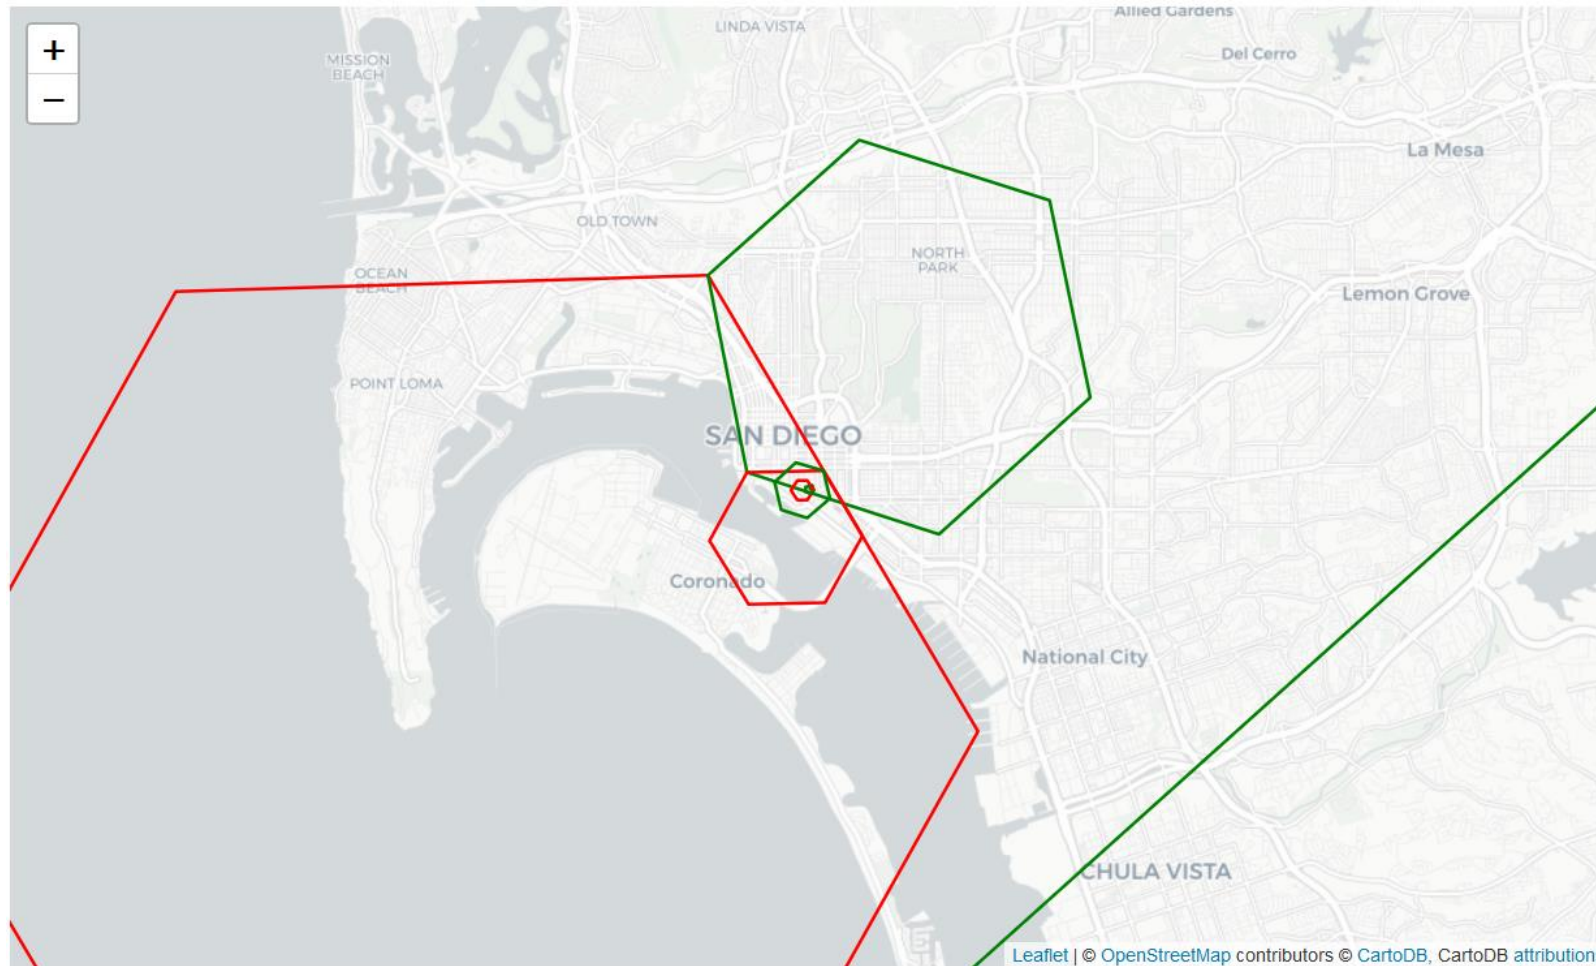 Allied Gardens
LINDA VISTA
+
MISSION
BEACH
Del Cerro
−
La Mesa
OLD TOWN
NORTH
PARK
OCEAN
BEACH
Lemon Grove
POINT LOMA
SAN DIEGO
Coronado
National City
CHULA VISTA
Leaflet | © OpenStreetMap contributors © CartoDB, CartoDB attribution